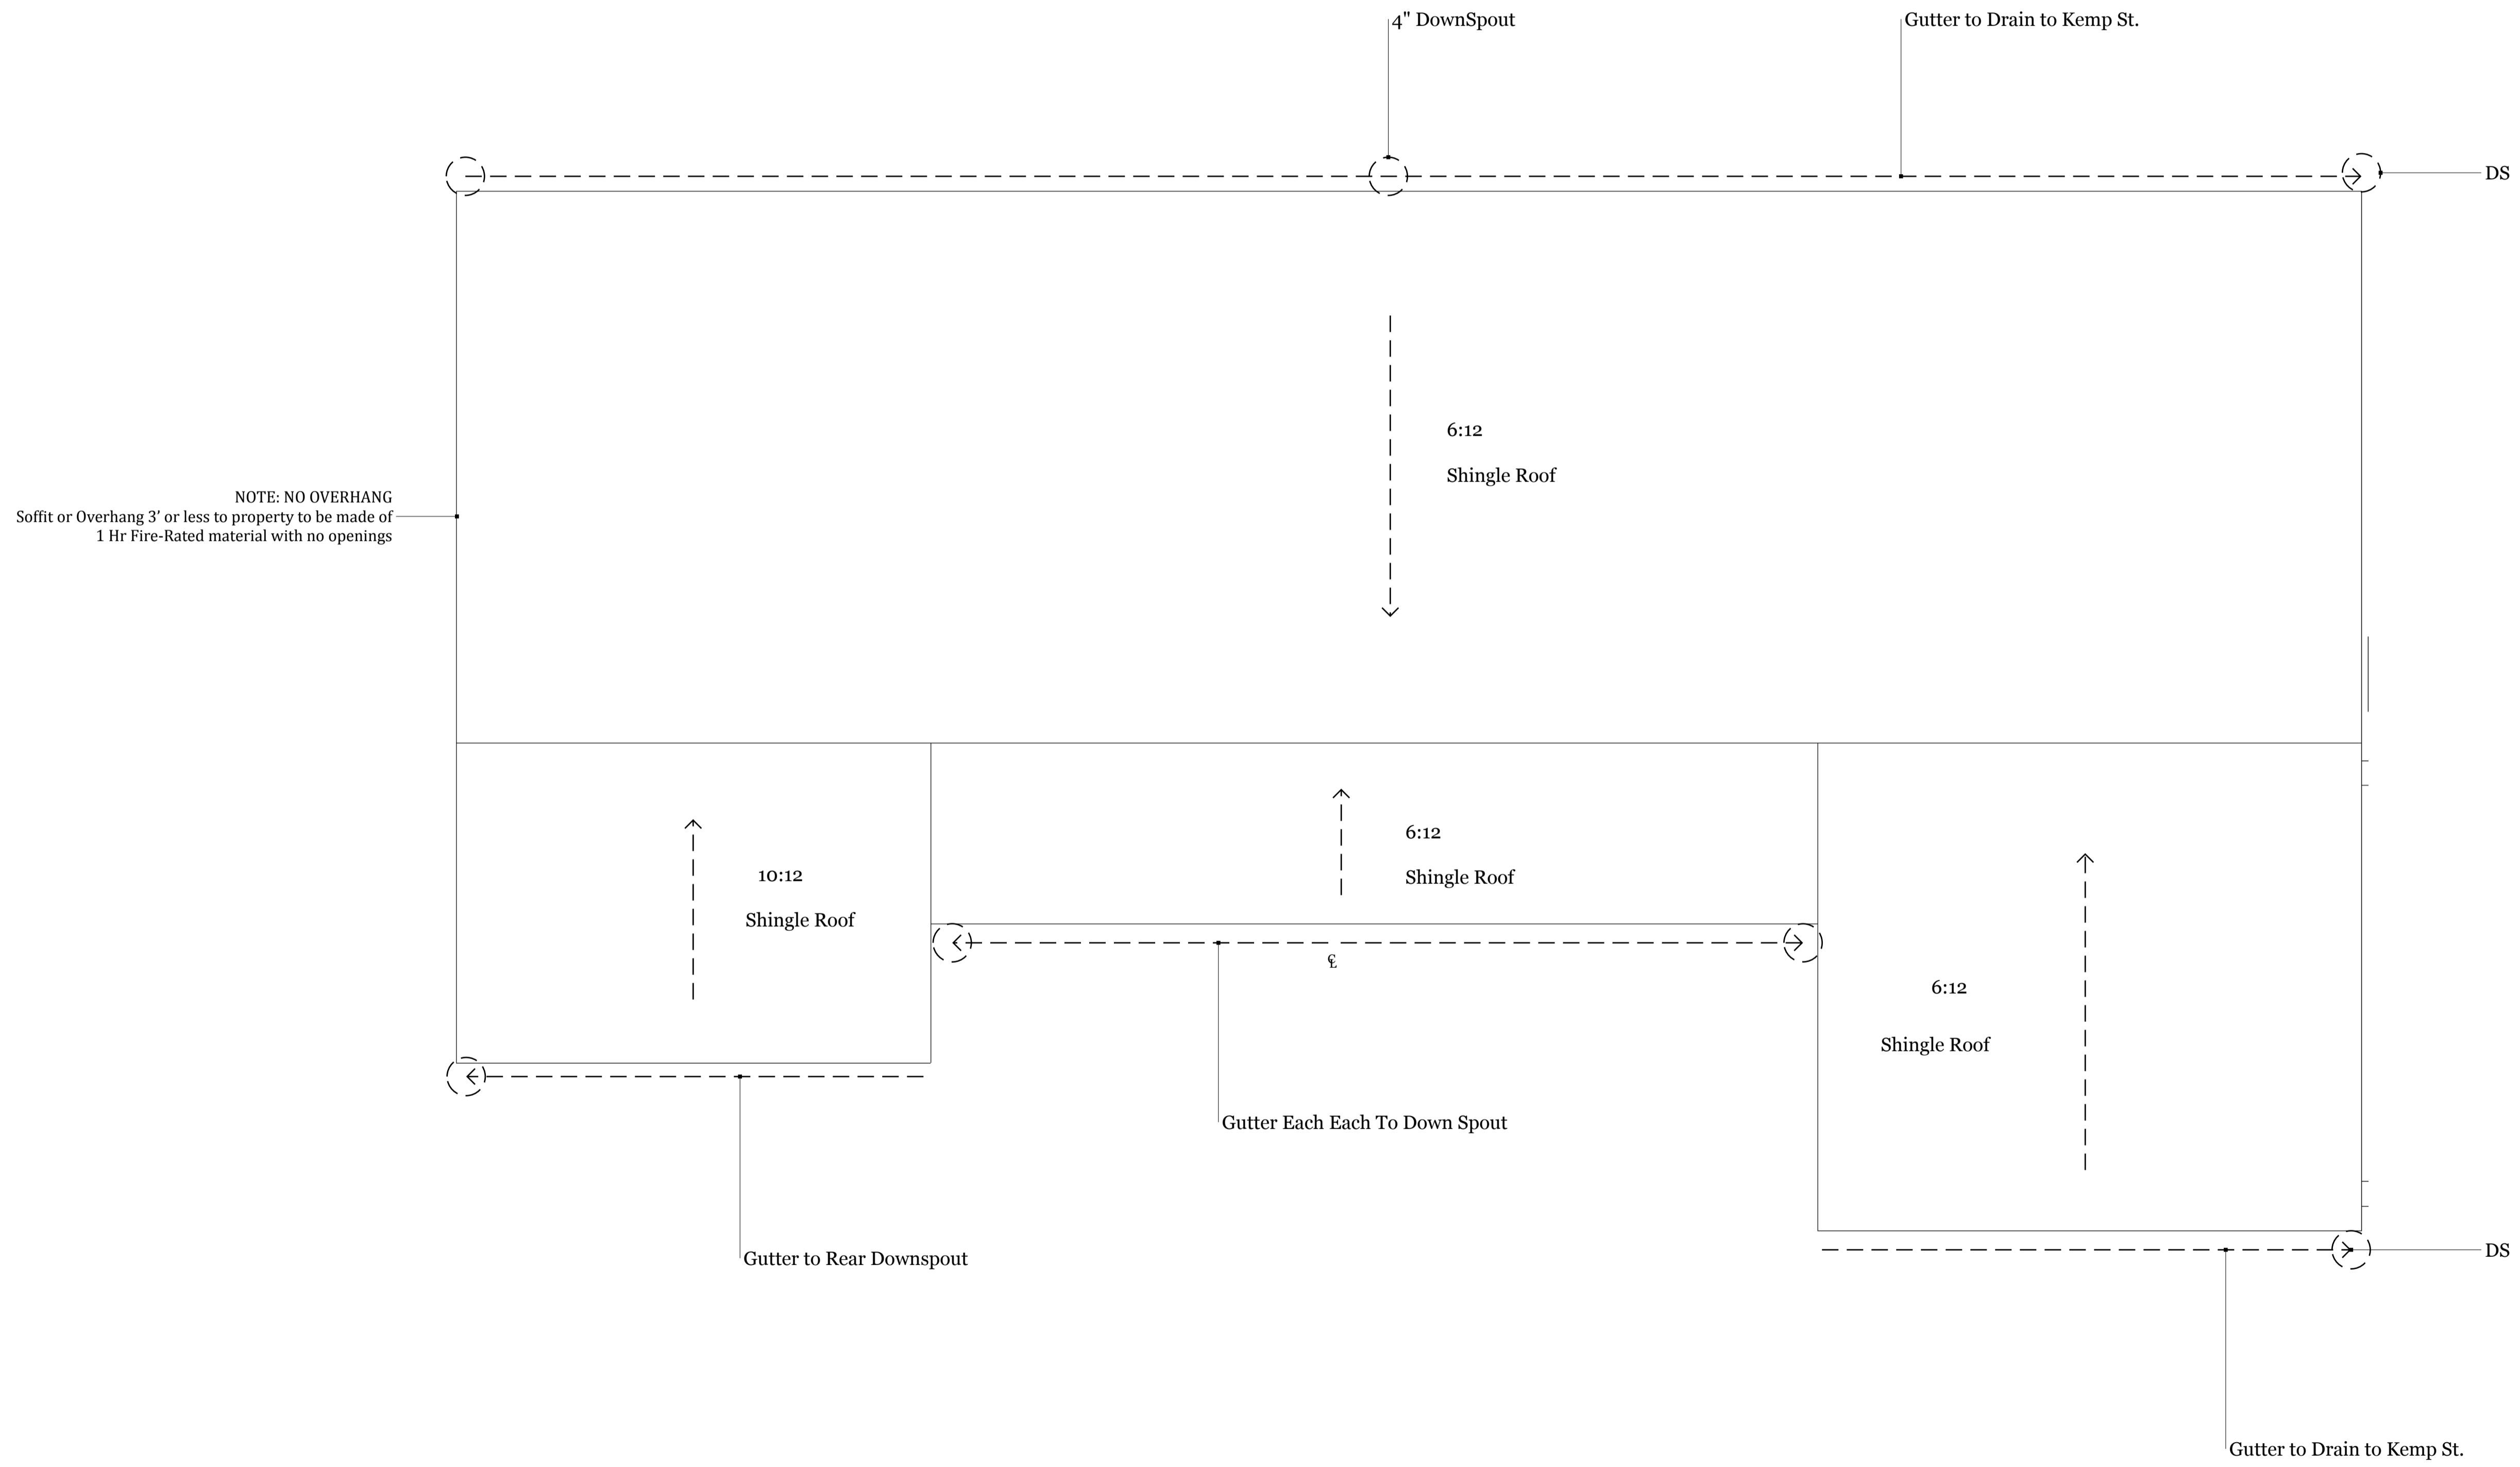 4" DownSpout
Gutter to Drain to Kemp St.
DS
6:12
Shingle Roof
NOTE: NO OVERHANG
Soffit or Overhang 3’ or less to property to be made of
1 Hr Fire-Rated material with no openings
6:12
Shingle Roof
10:12
Shingle Roof
℄
6:12
Shingle Roof
Gutter Each Each To Down Spout
Gutter to Rear Downspout
DS
Gutter to Drain to Kemp St.